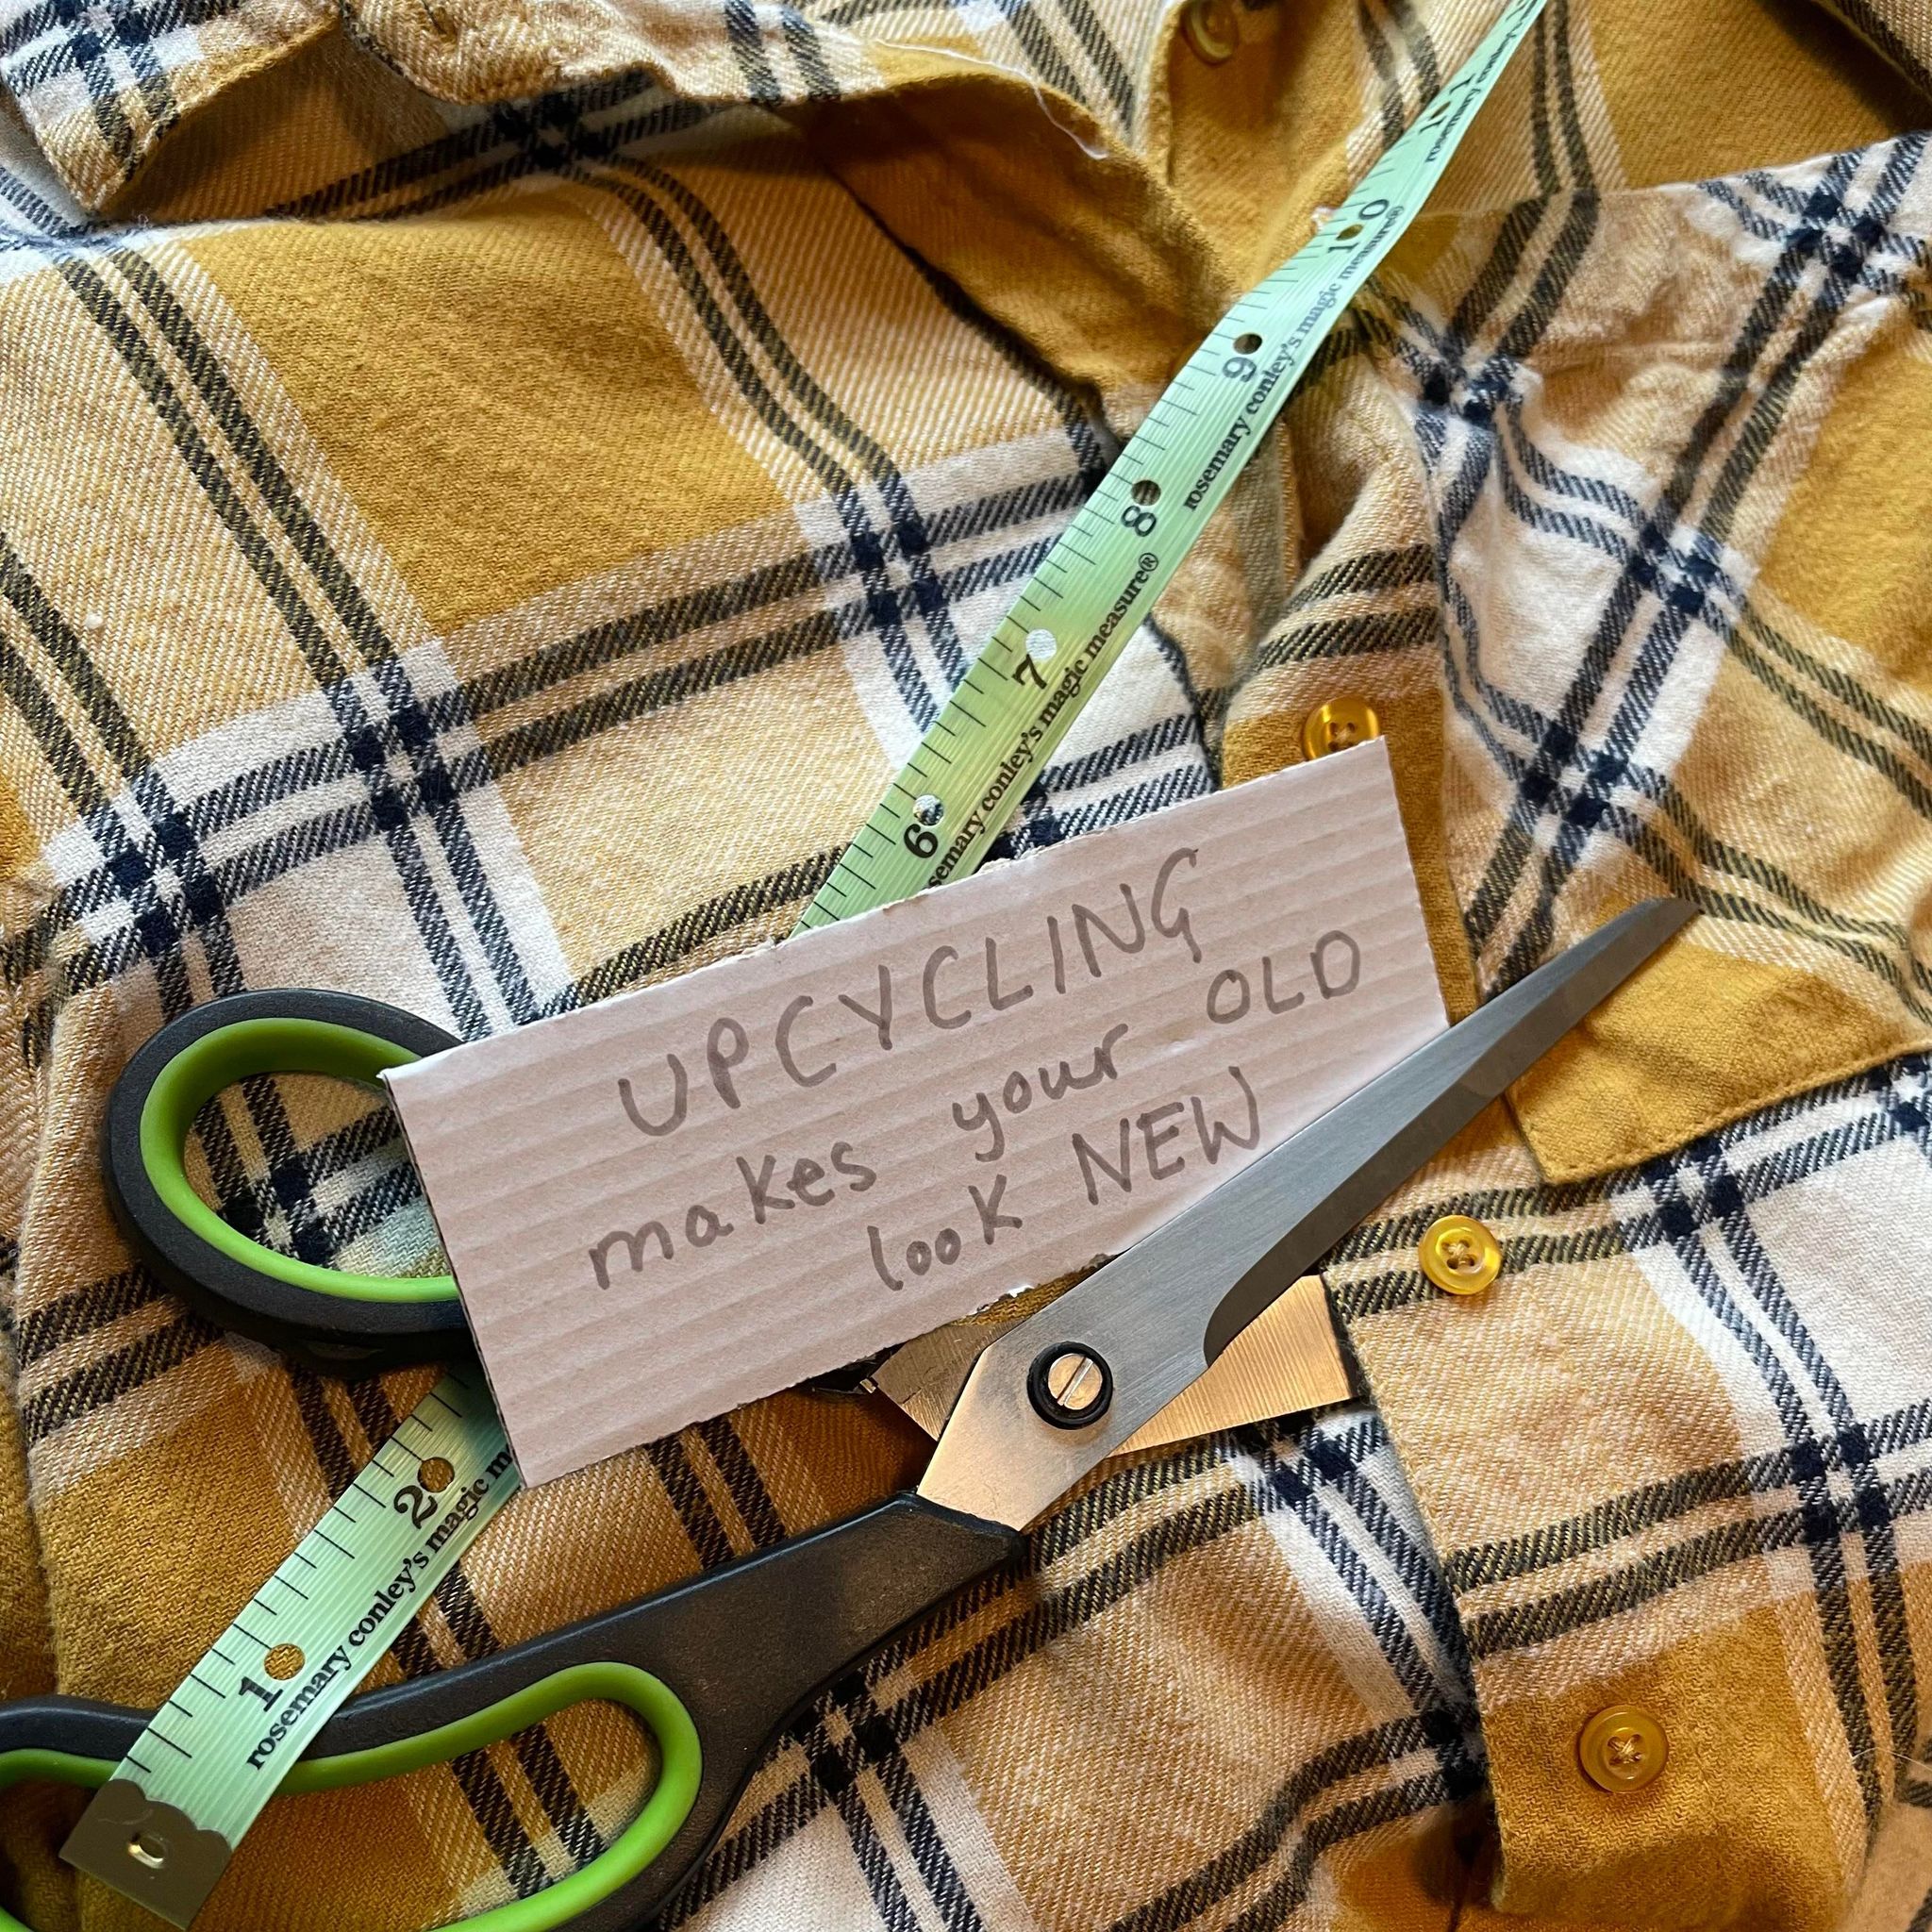 UPCYCLING
makes your OLD
look NEW
rosemary conley's magic measure®
10
9
8
rosemary conley's magic measure®
7
6
semary conley's magic measure®
2
1
rosemary conley's magic m